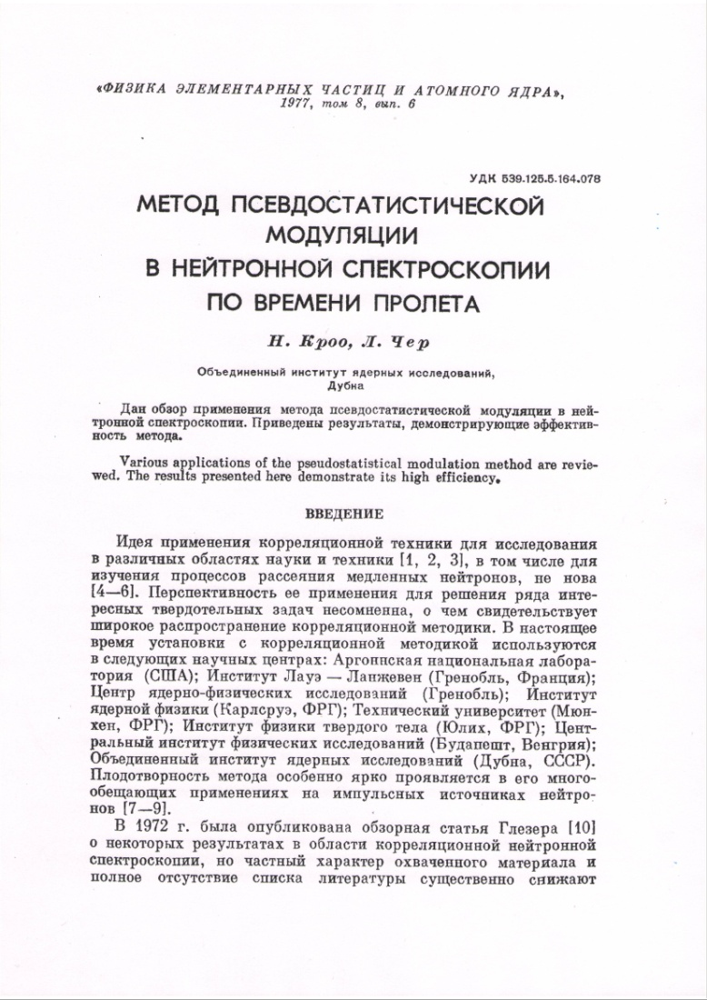 «ФИЗИКА ЭЛЕМЕНТАРНЫХ ЧАСТИЦ И АТОМНОГО ЯДРА»,
1977, том 8, вып. 6
УДК 539.125.5.164.078
МЕТОД ПСЕВДОСТАТИСТИЧЕСКОЙ
МОДУЛЯЦИИ
В НЕЙТРОННОЙ СПЕКТРОСКОПИИ
ПО ВРЕМЕНИ ПРОЛЕТА
Н. Кроо, Л. Чер
Объединенный институт ядерных исследований,
Дубна
Дан обзор применения метода псевдостатистической модуляции в ней-
тронной спектроскопии. Приведены результаты, демонстрирующие эффектив-
ность метода.
Various applications of the pseudostatistical modulation method are revie-
wed. The results presented here demonstrate its high efficiency.
ВВЕДЕНИЕ
Идея применения корреляционной техники для исследования
в различных областях науки и техники [1, 2, 3], в том числе для
изучения процессов рассеяния медленных нейтронов, не нова
[4—6]. Перспективность ее применения для решения ряда инте-
ресных твердотельных задач несомненна, о чем свидетельствует
широкое распространение корреляционной методики. В настоящее
время установки с корреляционной методикой используются
в следующих научных центрах: Аргоннская национальная лабора-
тория (США); Институт Лауэ — Ланжевен (Гренобль, Франция);
Центр ядерно-физических исследований (Гренобль); Институт
ядерной физики (Карлсруэ, ФРГ); Технический университет (Мюн-
хен, ФРГ); Институт физики твердого тела (Юлих, ФРГ); Цент-
ральный институт физических исследований (Будапешт, Венгрия);
Объединенный институт ядерных исследований (Дубна, СССР).
Плодотворность метода особенно ярко проявляется в его много-
обещающих применениях на импульсных источниках нейтро-
нов [7—9].
В 1972 г. была опубликована обзорная статья Глезера [10]
о некоторых результатах в области корреляционной нейтронной
спектроскопии, но частный характер охваченного материала и
полное отсутствие списка литературы существенно снижают